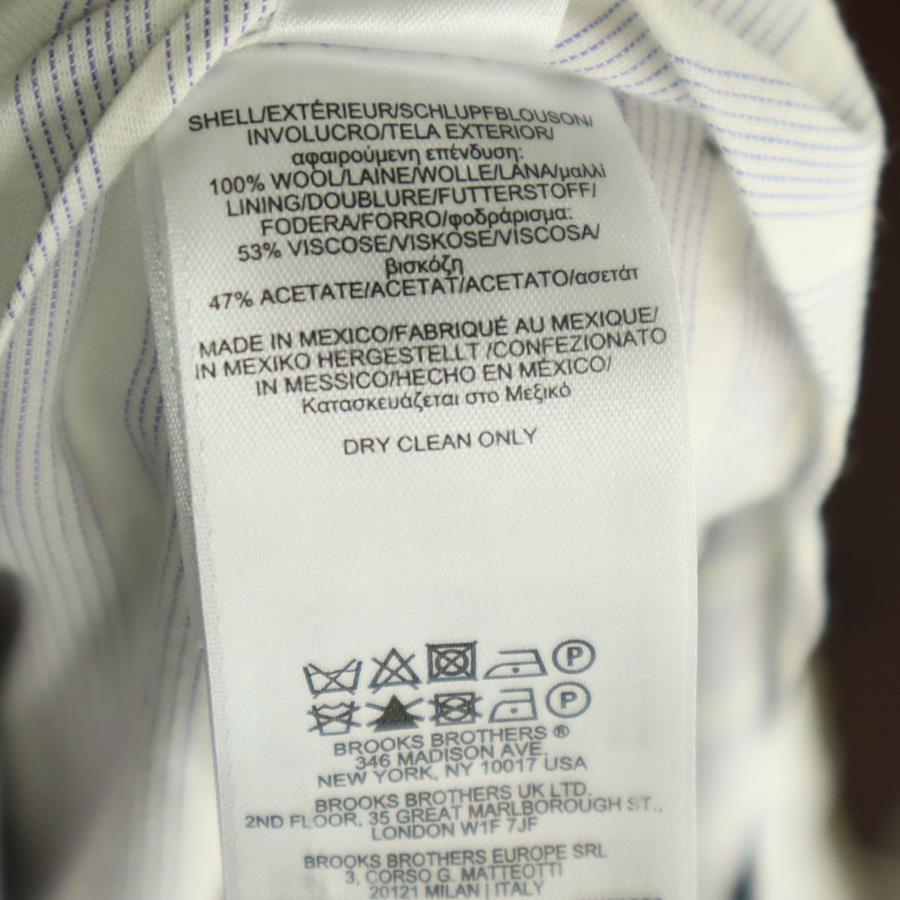 SHELL/EXTÉRIEUR/SCHLUPFBLOUSON/
INVOLUCRO/TELA EXTERIOR/
αφαιρούμενη επένδυση:
100% WOOL/LAINE/WOLLE/LANA/μαλλί
LINING/DOUBLURE/FUTTERSTOFF/
FODERA/FORRO/φοδράρισμα:
53% VISCOSE/VISKOSE/VISCOSA/
βισκόζη
47% ACETATE/ACETAT/ACETATO/ασετάτ
MADE IN MEXICO/FABRIQUÉ AU MEXIQUE/
IN MEXIKO HERGESTELLT /CONFEZIONATO
IN MESSICO/HECHO EN MÉXICO/
Κατασκευάζεται στο Μεξικό
DRY CLEAN ONLY
P
P
BROOKS BROTHERS ®
346 MADISON AVE.
NEW YORK, NY 10017 USA
BROOKS BROTHERS UK LTD.
2ND FLOOR, 35 GREAT MARLBOROUGH ST.,
LONDON W1F 7JF
BROOKS BROTHERS EUROPE SRL
3, CORSO G. MATTEOTTI
20121 MILAN | ITALY